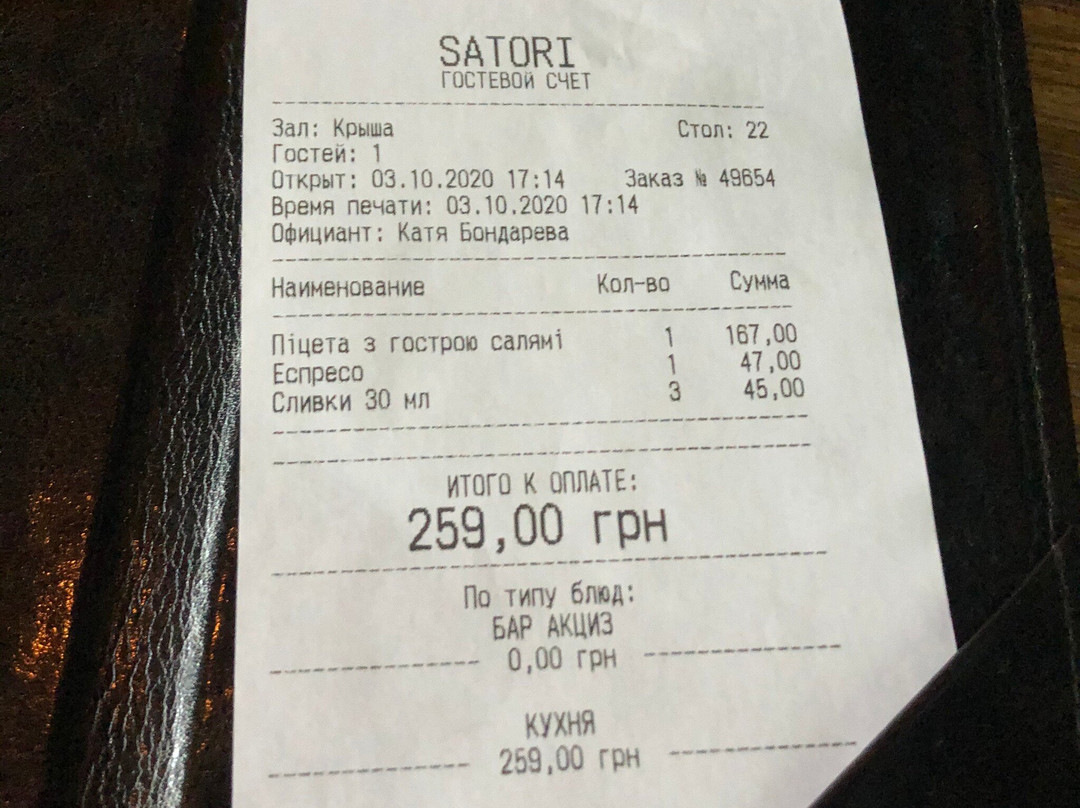 SATORI
ГОСТЕВОЙ СЧЕТ
Зал: Крыша Стол: 22
Гостей: 1
Открыт: 03.10.2020 17:14 Заказ № 49654
Время печати: 03.10.2020 17:14
Официант: Катя Бондарева
Наименование Кол-во Сумма
Піцета з гострою салямі 1 167,00
Еспресо 1 47,00
Сливки 30 мл 3 45,00
ИТОГО К ОПЛАТЕ:
259,00 грн
По типу блюд:
БАР АКЦИЗ
0,00 грн
КУХНЯ
259,00 грн